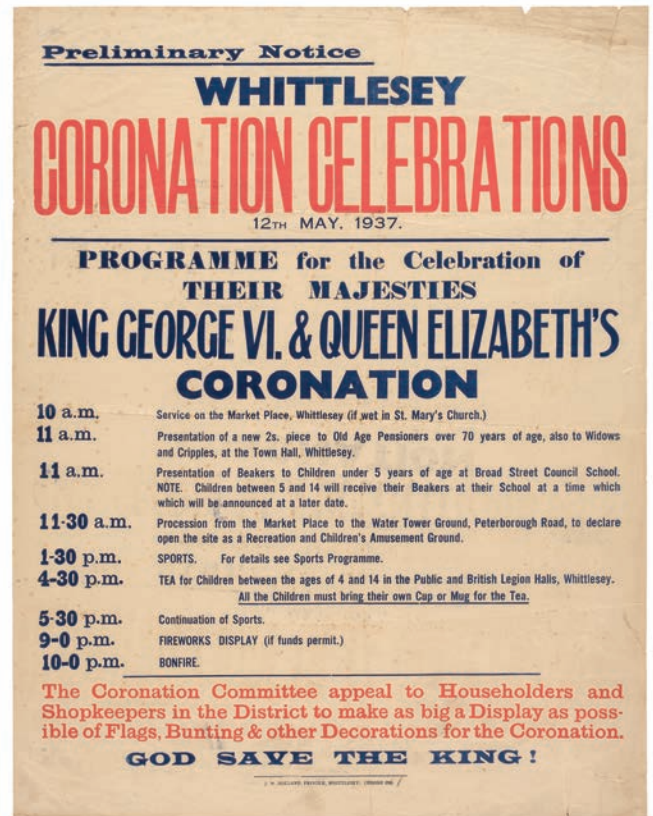 Preliminary Notice
WHITTLESEY
CORONATION CELEBRATIONS
12TH MAY, 1937.
PROGRAMME for the Celebration of
THEIR MAJESTIES
KING GEORGE VI. & QUEEN ELIZABETH'S
CORONATION
10 a.m. Service on the Market Place, Whittlesey (if wet in St. Mary's Church.)
11 a.m. Presentation of a new 2s. piece to Old Age Pensioners over 70 years of age, also to Widows
and Cripples, at the Town Hall, Whittlesey.
11 a.m. Presentation of Beakers to Children under 5 years of age at Broad Street Council School.
NOTE. Children between 5 and 14 will receive their Beakers at their School at a time which
which will be announced at a later date.
11-30 a.m. Procession from the Market Place to the Water Tower Ground, Peterborough Road, to declare
open the site as a Recreation and Children's Amusement Ground.
1-30 p.m. SPORTS. For details see Sports Programme.
4-30 p.m. TEA for Children between the ages of 4 and 14 in the Public and British Legion Halls, Whittlesey.
All the Children must bring their own Cup or Mug for the Tea.
5-30 p.m. Continuation of Sports.
9-0 p.m. FIREWORKS DISPLAY (if funds permit.)
10-0 p.m. BONFIRE.
The Coronation Committee appeal to Householders and
Shopkeepers in the District to make as big a Display as poss-
ible of Flags, Bunting & other Decorations for the Coronation.
GOD SAVE THE KING!
PRINTER, WHITTLESEY.